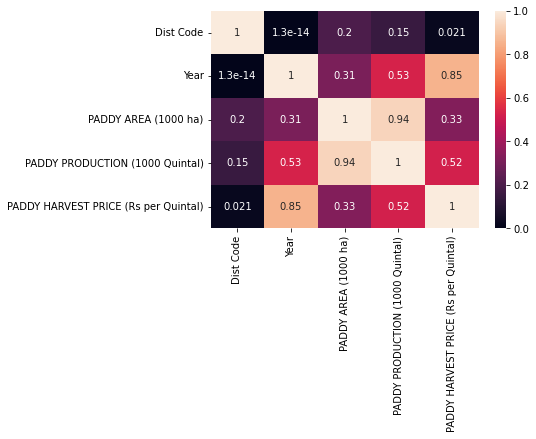 Dist Code 1 1.3e-14 0.2 0.15 0.021
Year 1.3e-14 1 0.31 0.53 0.85
PADDY AREA (1000 ha) 0.2 0.31 1 0.94 0.33
PADDY PRODUCTION (1000 Quintal) 0.15 0.53 0.94 1 0.52
PADDY HARVEST PRICE (Rs per Quintal) 0.021 0.85 0.33 0.52 1
Dist Code
Year
PADDY AREA (1000 ha)
PADDY PRODUCTION (1000 Quintal)
PADDY HARVEST PRICE (Rs per Quintal)
1.0
0.8
0.6
0.4
0.2
0.0